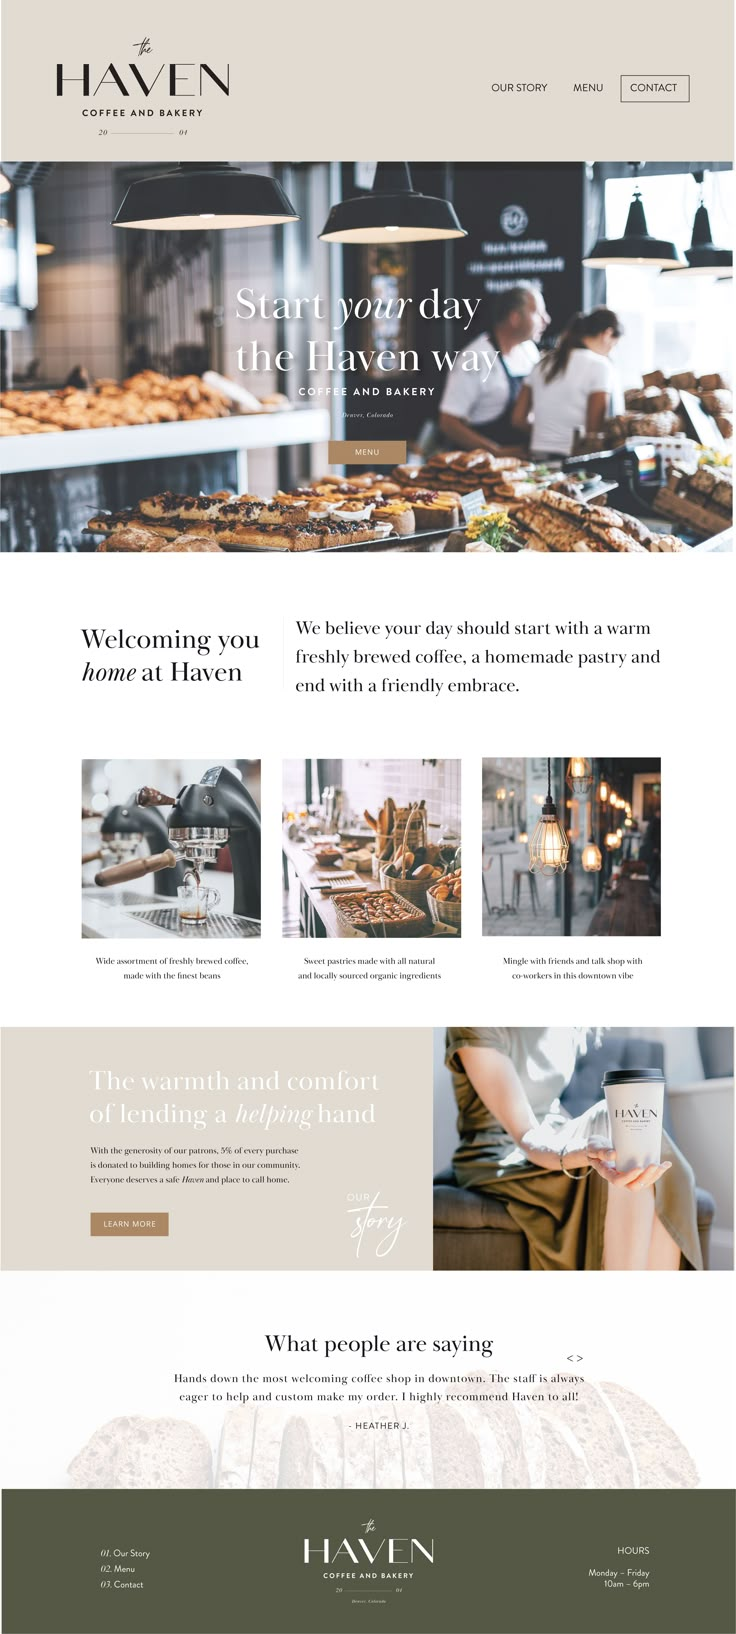 the
HAVEN
COFFEE AND BAKERY
20 01
OUR STORY MENU CONTACT
Start your day
the Haven way
COFFEE AND BAKERY
Denver, Colorado
MENU
Welcoming you
home at Haven
We believe your day should start with a warm
freshly brewed coffee, a homemade pastry and
end with a friendly embrace.
Wide assortment of freshly brewed coffee,
made with the finest beans
Sweet pastries made with all natural
and locally sourced organic ingredients
Mingle with friends and talk shop with
co-workers in this downtown vibe
The warmth and comfort
of lending a helping hand
With the generosity of our patrons, 5% of every purchase
is donated to building homes for those in our community.
Everyone deserves a safe Haven and place to call home.
LEARN MORE
OUR
story
the
HAVEN
COFFEE AND BAKERY
What people are saying
< >
Hands down the most welcoming coffee shop in downtown. The staff is always
eager to help and custom make my order. I highly recommend Haven to all!
- HEATHER J.
01. Our Story
02. Menu
03. Contact
the
HAVEN
COFFEE AND BAKERY
20 01
Denver, Colorado
HOURS
Monday – Friday
10am – 6pm